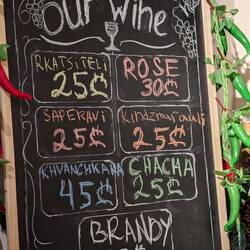 Our wine
RKATSITELI
25₾
ROSE
30₾
SAPERAVI
25₾
Kindzmarauli
25₾
KHVANCHKARA
45₾
CHACHA
25₾
BRANDY